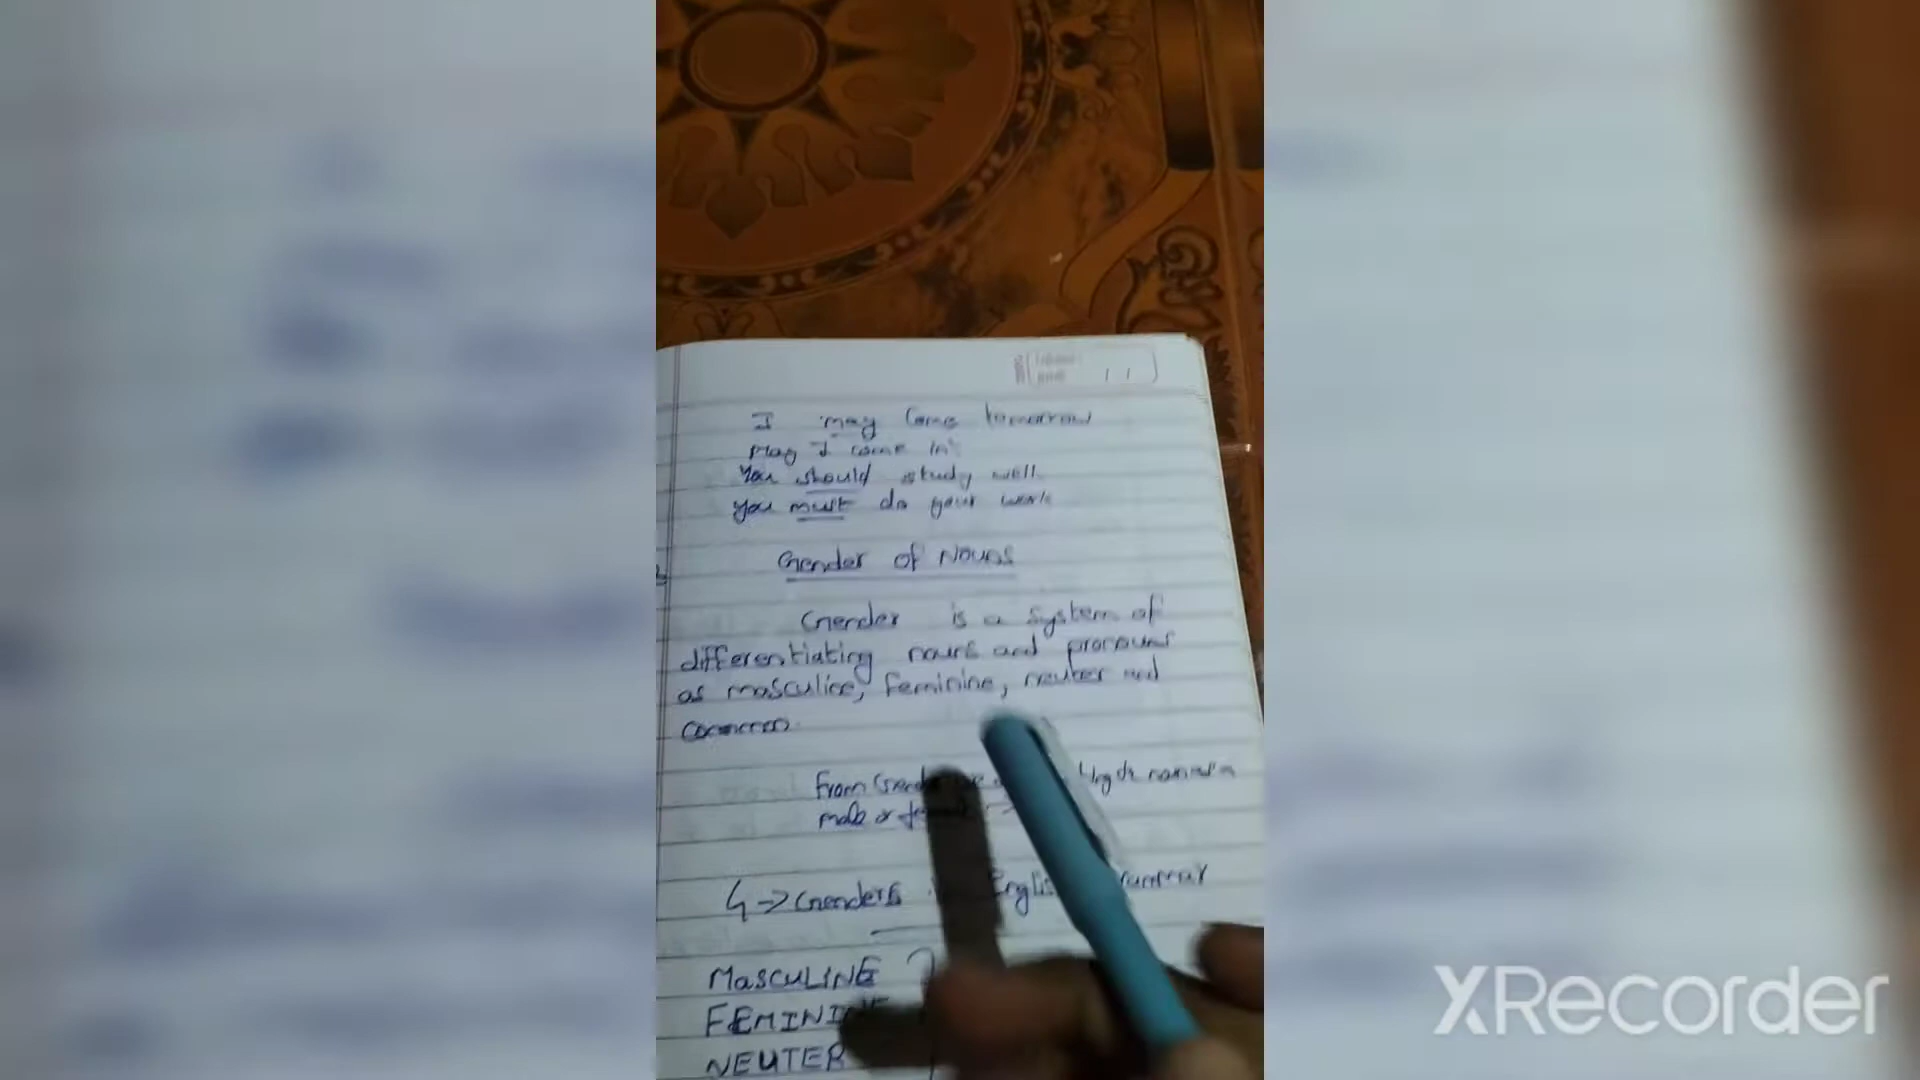 I may come tomorrow
May I come in
You should study well
you must do your work
Gender of Nouns
Gender is a system of
differentiating nouns and pronouns
as masculine, feminine, neuter and
common
From
male or
4 -> Genders
MASCULINE
FEMININE
NEUTER
XRecorder